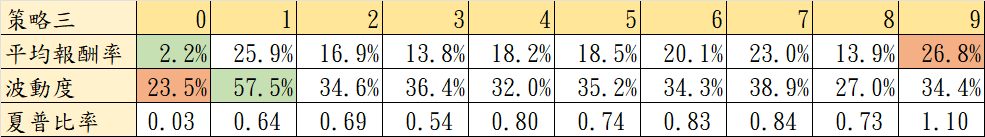 策略三 0 1 2 3 4 5 6 7 8 9
平均報酬率 2.2% 25.9% 16.9% 13.8% 18.2% 18.5% 20.1% 23.0% 13.9% 26.8%
波動度 23.5% 57.5% 34.6% 36.4% 32.0% 35.2% 34.3% 38.9% 27.0% 34.4%
夏普比率 0.03 0.64 0.69 0.54 0.80 0.74 0.83 0.84 0.73 1.10